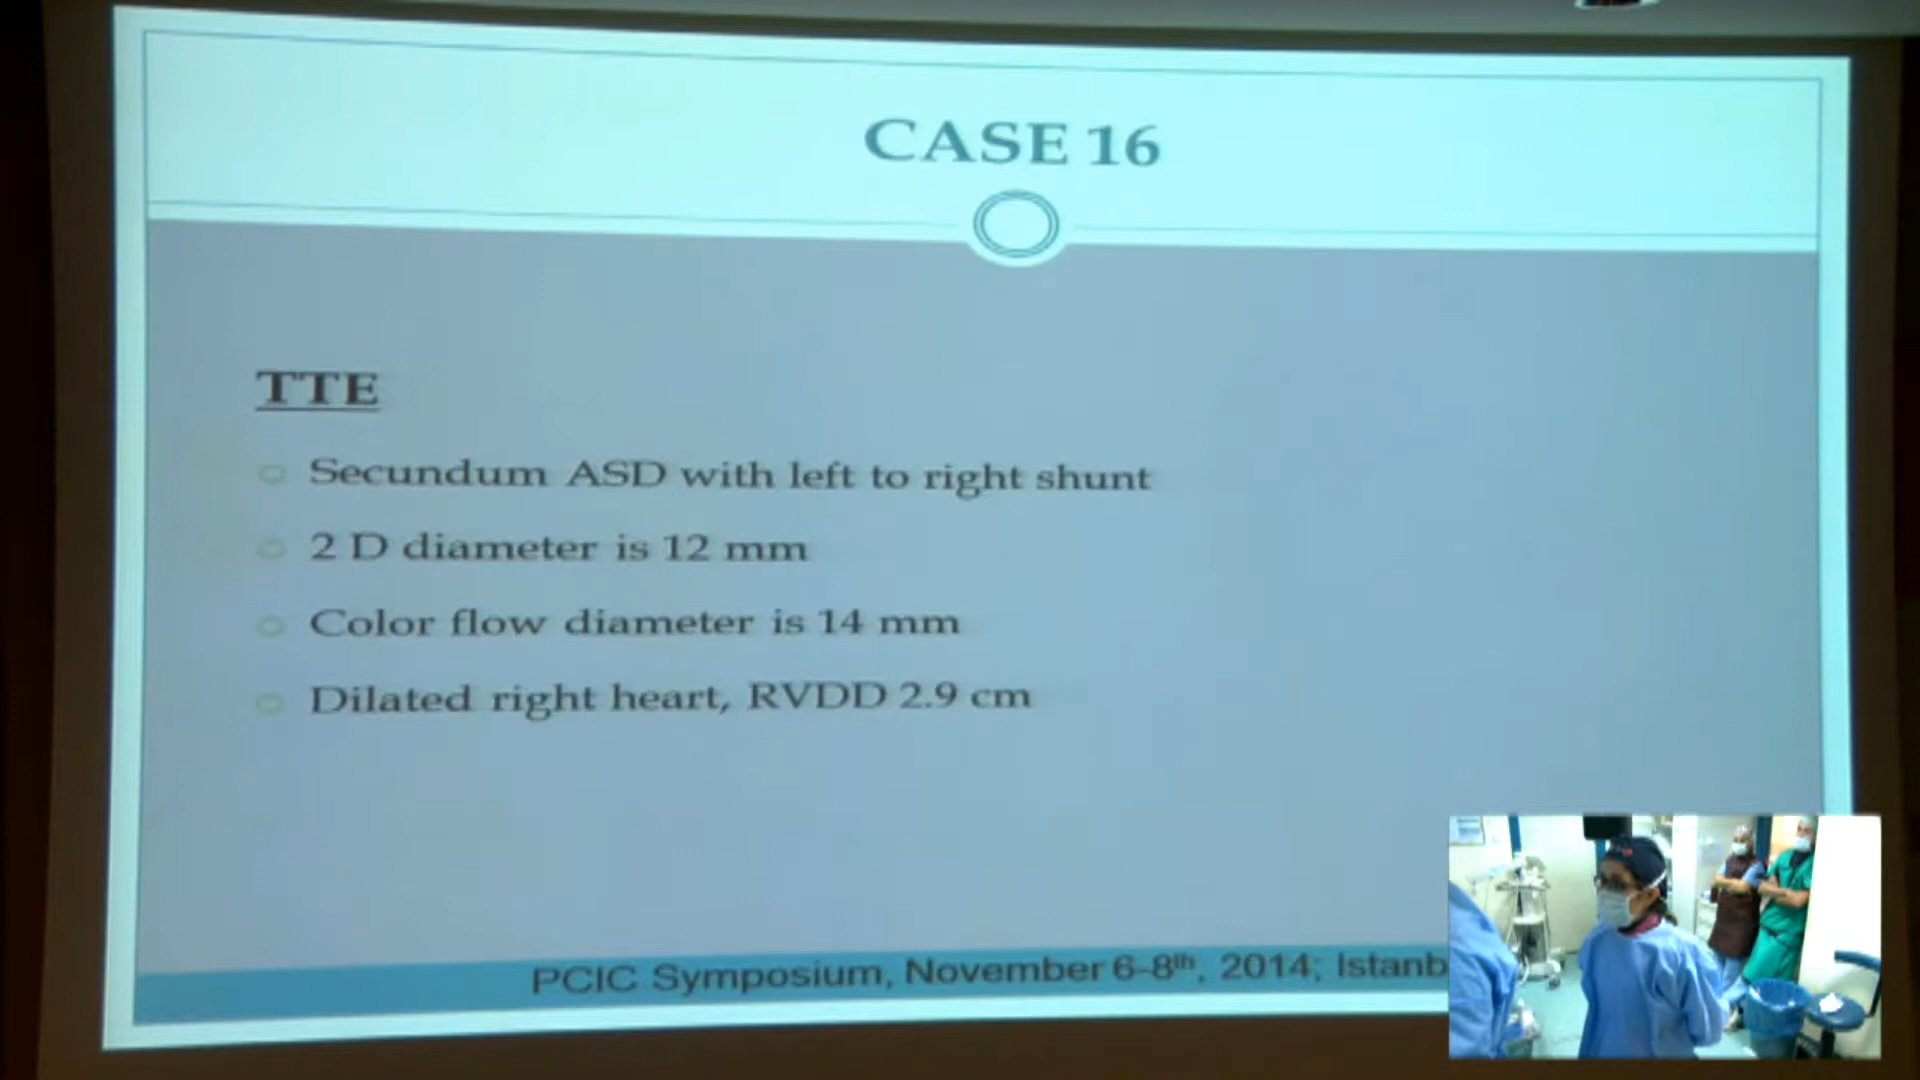 CASE 16
TTE
Secundum ASD with left to right shunt
2 D diameter is 12 mm
Color flow diameter is 14 mm
Dilated right heart, RVDD 2.9 cm
PCIC Symposium, November 6-8th, 2014; Istanb